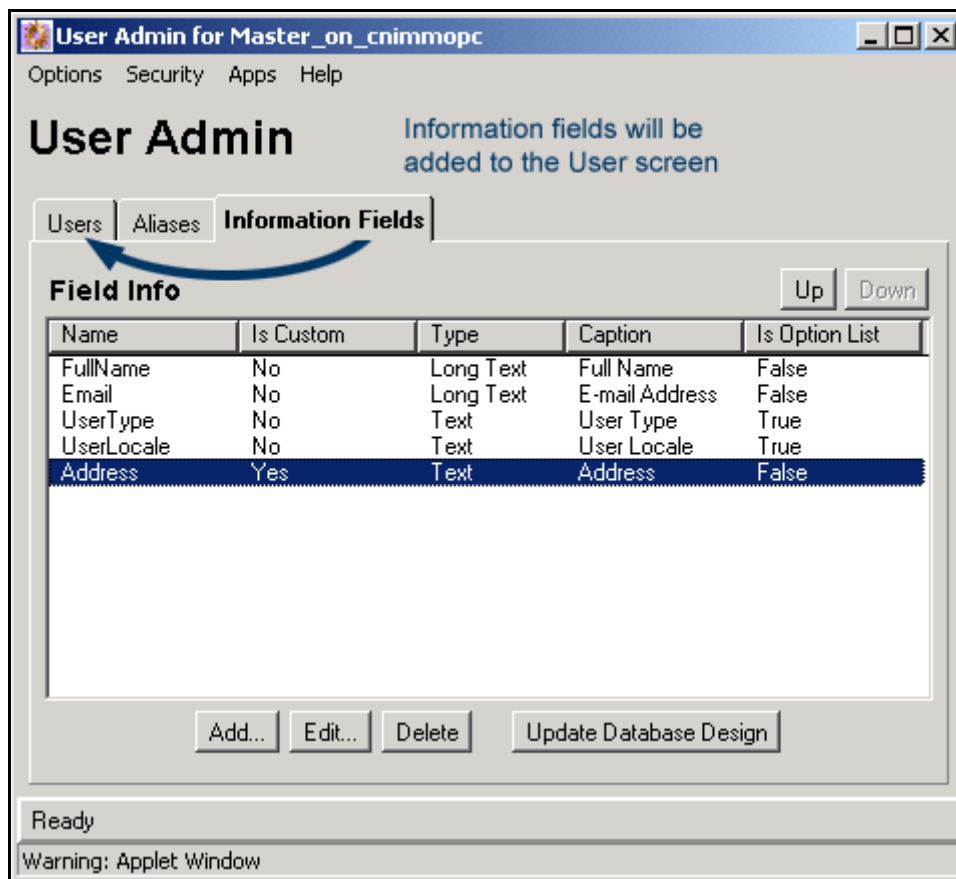 User Admin for Master_on_cnimmopc
Options Security Apps Help
User Admin
Information fields will be
added to the User screen
Users Aliases Information Fields
Field Info Up Down
Name Is Custom Type Caption Is Option List
FullName No Long Text Full Name False
Email No Long Text E-mail Address False
UserType No Text User Type True
UserLocale No Text User Locale True
Address Yes Text Address False
Add... Edit... Delete Update Database Design
Ready
Warning: Applet Window